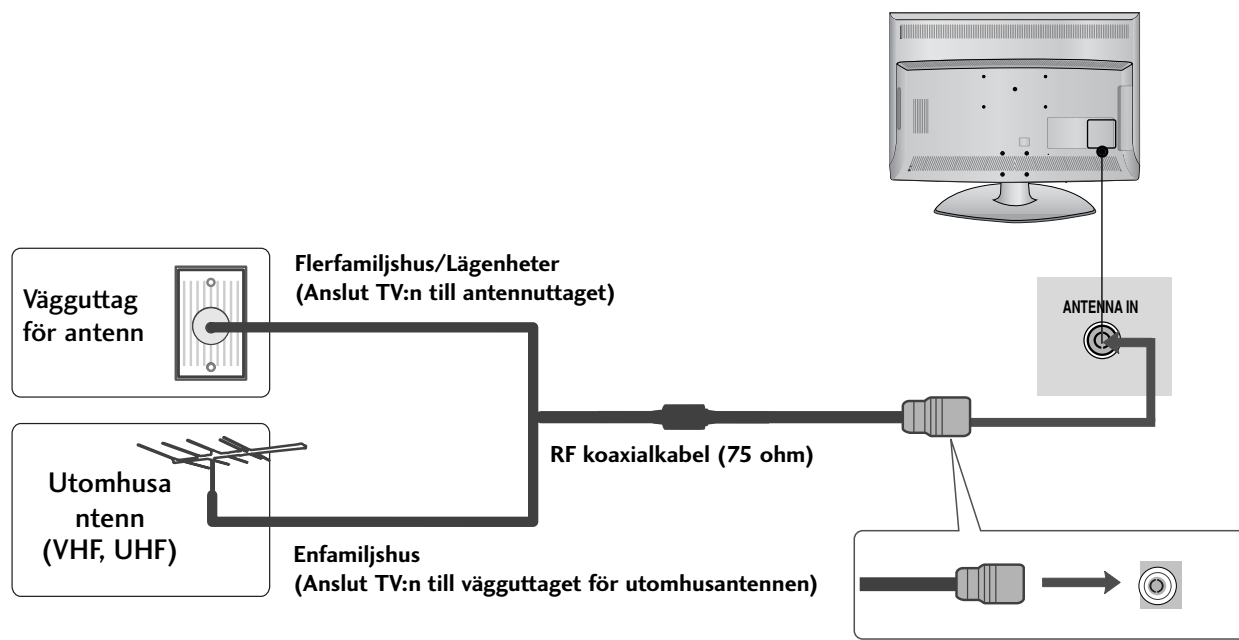 Flerfamiljshus/Lägenheter
(Anslut TV:n till antennuttaget)
Vägguttag
för antenn
ANTENNA IN
RF koaxialkabel (75 ohm)
Utomhusa
ntenn
(VHF, UHF)
Enfamiljshus
(Anslut TV:n till vägguttaget för utomhusantennen)